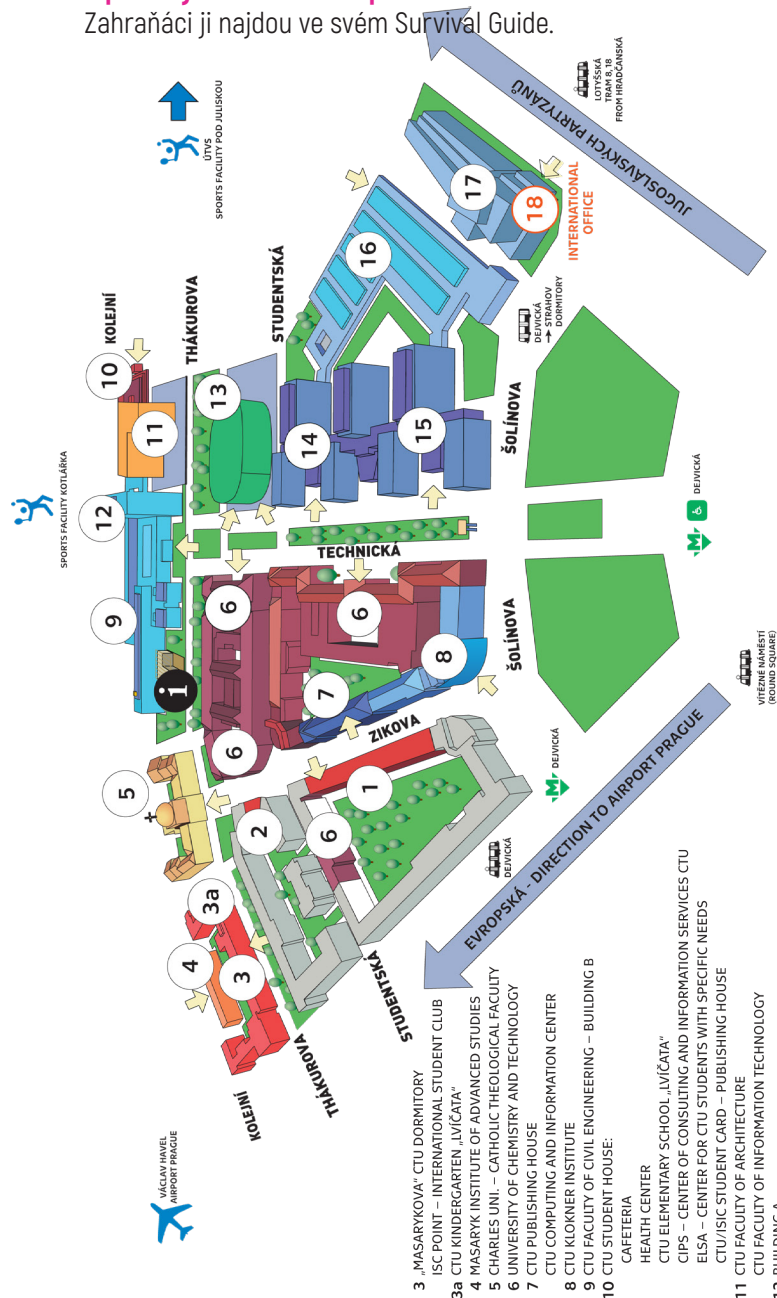 Zahraňáci ji najdou ve svém Survival Guide.
ÚTVS
SPORTS FACILITY POD JULISKOU
LOTYŠSKÁ
TRAM 8, 18
FROM HRADČANSKÁ
JUGOSLÁVSKÝCH PARTYZÁNŮ
17
18
INTERNATIONAL
OFFICE
16
STUDENTSKÁ
KOLEJNÍ
THÁKUROVA
10
11
13
14
15
DEJVICKÁ
→ STRAHOV
DORMITORY
ŠOLÍNOVA
SPORTS FACILITY KOTLÁŘKA
12
9
TECHNICKÁ
6
6
i
7
8
6
ŠOLÍNOVA
M
DEJVICKÁ
VÍTĚZNÉ NÁMĚSTÍ
(ROUND SQUARE)
ZIKOVA
5
1
2
6
M
DEJVICKÁ
DEJVICKÁ
EVROPSKÁ - DIRECTION TO AIRPORT PRAGUE
3a
4
3
STUDENTSKÁ
THÁKUROVA
KOLEJNÍ
VÁCLAV HAVEL
AIRPORT PRAGUE
3 „MASARYKOVA“ CTU DORMITORY
ISC POINT – INTERNATIONAL STUDENT CLUB
3a CTU KINDERGARTEN „LVÍČATA“
4 MASARYK INSTITUTE OF ADVANCED STUDIES
5 CHARLES UNI. – CATHOLIC THEOLOGICAL FACULTY
6 UNIVERSITY OF CHEMISTRY AND TECHNOLOGY
7 CTU PUBLISHING HOUSE
CTU COMPUTING AND INFORMATION CENTER
8 CTU KLOKNER INSTITUTE
9 CTU FACULTY OF CIVIL ENGINEERING – BUILDING B
10 CTU STUDENT HOUSE:
CAFETERIA
HEALTH CENTER
CTU ELEMENTARY SCHOOL „LVÍČATA“
CIPS – CENTER OF CONSULTING AND INFORMATION SERVICES CTU
ELSA – CENTER FOR CTU STUDENTS WITH SPECIFIC NEEDS
CTU/ISIC STUDENT CARD – PUBLISHING HOUSE
11 CTU FACULTY OF ARCHITECTURE
CTU FACULTY OF INFORMATION TECHNOLOGY
12 BUILDING A